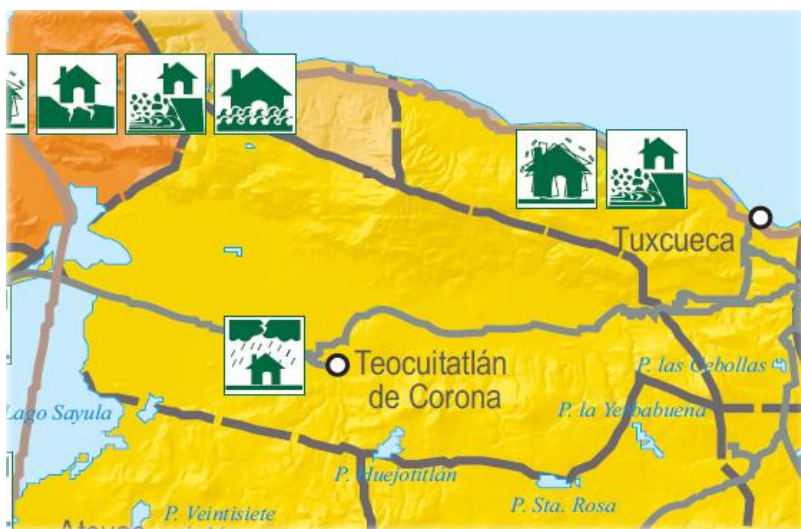 Tuxcueca
Teocuitatlán
de Corona
P. las Cebollas
Lago Sayula
P. la Yerbabuena
P. Huejotitlán
P. Sta. Rosa
P. Veintisiete